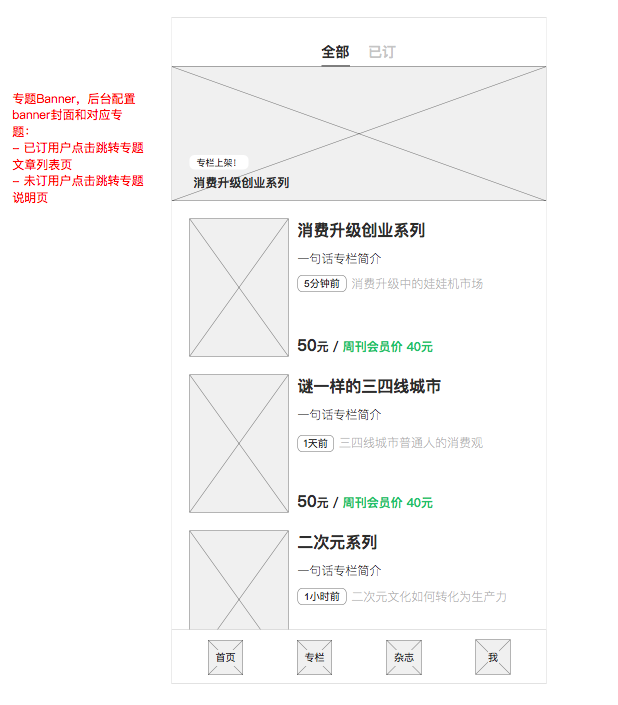 全部 已订
专题Banner，后台配置
banner封面和对应专
题：
- 已订用户点击跳转专题
文章列表页
- 未订用户点击跳转专题
说明页
专栏上架！
消费升级创业系列
消费升级创业系列
一句话专栏简介
5分钟前 消费升级中的娃娃机市场
50元 / 周刊会员价 40元
谜一样的三四线城市
一句话专栏简介
1天前 三四线城市普通人的消费观
50元 / 周刊会员价 40元
二次元系列
一句话专栏简介
1小时前 二次元文化如何转化为生产力
首页 专栏 杂志 我